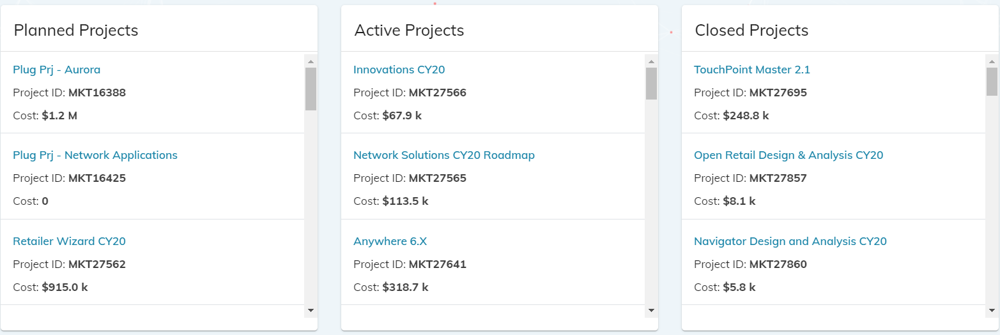 Planned Projects
Plug Prj - Aurora
Project ID: MKT16388
Cost: $1.2 M
Plug Prj - Network Applications
Project ID: MKT16425
Cost: 0
Retailer Wizard CY20
Project ID: MKT27562
Cost: $915.0 k
Active Projects
Innovations CY20
Project ID: MKT27566
Cost: $67.9 k
Network Solutions CY20 Roadmap
Project ID: MKT27565
Cost: $113.5 k
Anywhere 6.X
Project ID: MKT27641
Cost: $318.7 k
Closed Projects
TouchPoint Master 2.1
Project ID: MKT27695
Cost: $248.8 k
Open Retail Design & Analysis CY20
Project ID: MKT27857
Cost: $8.1 k
Navigator Design and Analysis CY20
Project ID: MKT27860
Cost: $5.8 k